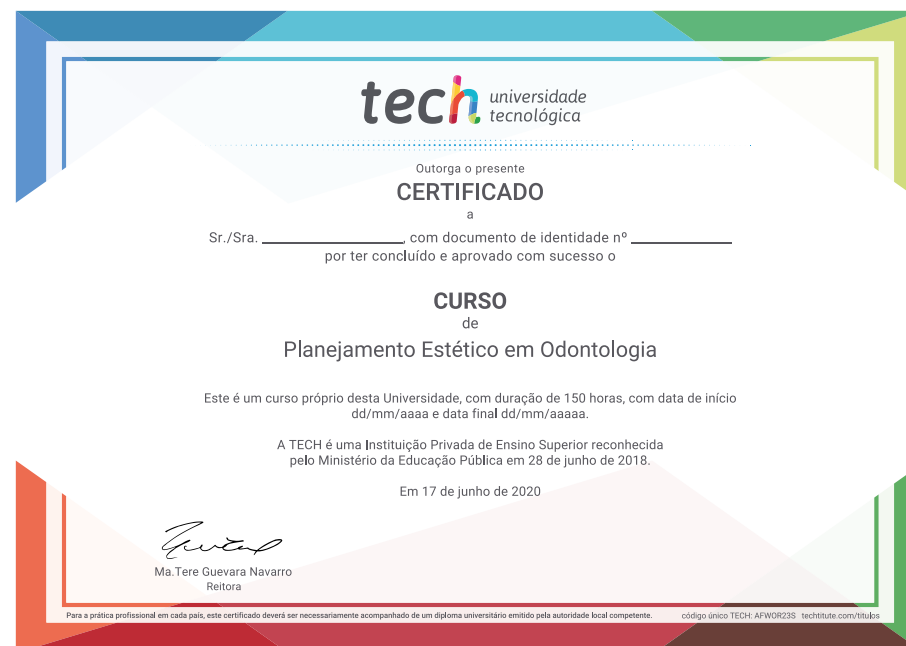 tech universidade
tecnológica
Outorga o presente
CERTIFICADO
a
Sr./Sra. ________________, com documento de identidade nº ____________
por ter concluído e aprovado com sucesso o
CURSO
de
Planejamento Estético em Odontologia
Este é um curso próprio desta Universidade, com duração de 150 horas, com data de início
dd/mm/aaaa e data final dd/mm/aaaaa.
A TECH é uma Instituição Privada de Ensino Superior reconhecida
pelo Ministério da Educação Pública em 28 de junho de 2018.
Em 17 de junho de 2020
Ma.Tere Guevara Navarro
Reitora
Para a prática profissional em cada país, este certificado deverá ser necessariamente acompanhado de um diploma universitário emitido pela autoridade local competente. código único TECH: AFWOR23S techtitute.com/titulos